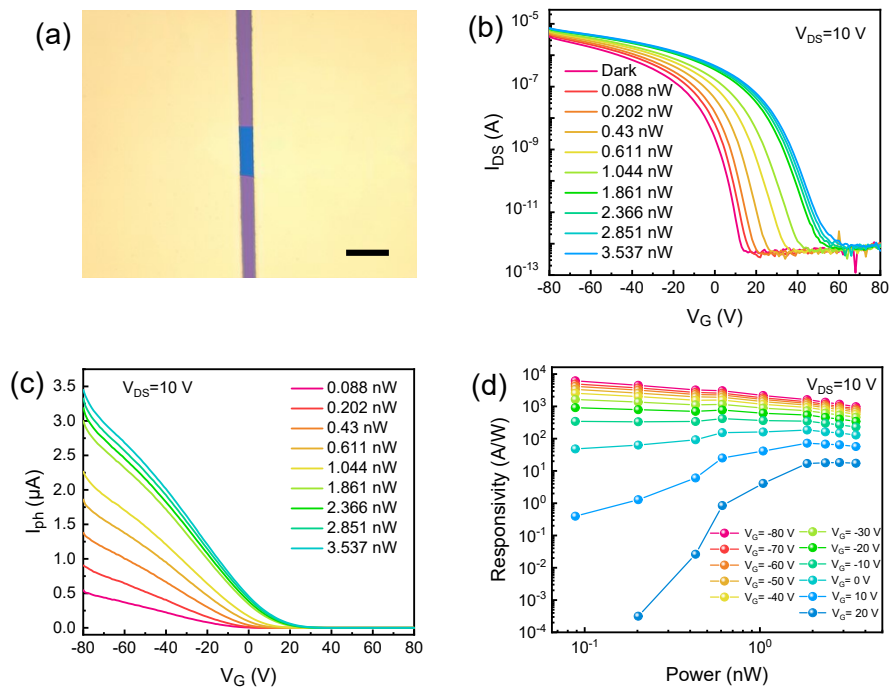 (a)
(b)
V_DS=10 V
10^-5
10^-7
10^-9
10^-11
10^-13
I_DS (A)
Dark
0.088 nW
0.202 nW
0.43 nW
0.611 nW
1.044 nW
1.861 nW
2.366 nW
2.851 nW
3.537 nW
-80 -60 -40 -20 0 20 40 60 80
V_G (V)
(c)
V_DS=10 V
3.5
3.0
2.5
2.0
1.5
1.0
0.5
0.0
I_ph (µA)
0.088 nW
0.202 nW
0.43 nW
0.611 nW
1.044 nW
1.861 nW
2.366 nW
2.851 nW
3.537 nW
-80 -60 -40 -20 0 20 40 60 80
V_G (V)
(d)
V_DS=10 V
10^4
10^3
10^2
10^1
10^0
10^-1
10^-2
10^-3
10^-4
Responsivity (A/W)
V_G= -80 V
V_G= -70 V
V_G= -60 V
V_G= -50 V
V_G= -40 V
V_G= -30 V
V_G= -20 V
V_G= -10 V
V_G= 0 V
V_G= 10 V
V_G= 20 V
10^-1 10^0
Power (nW)